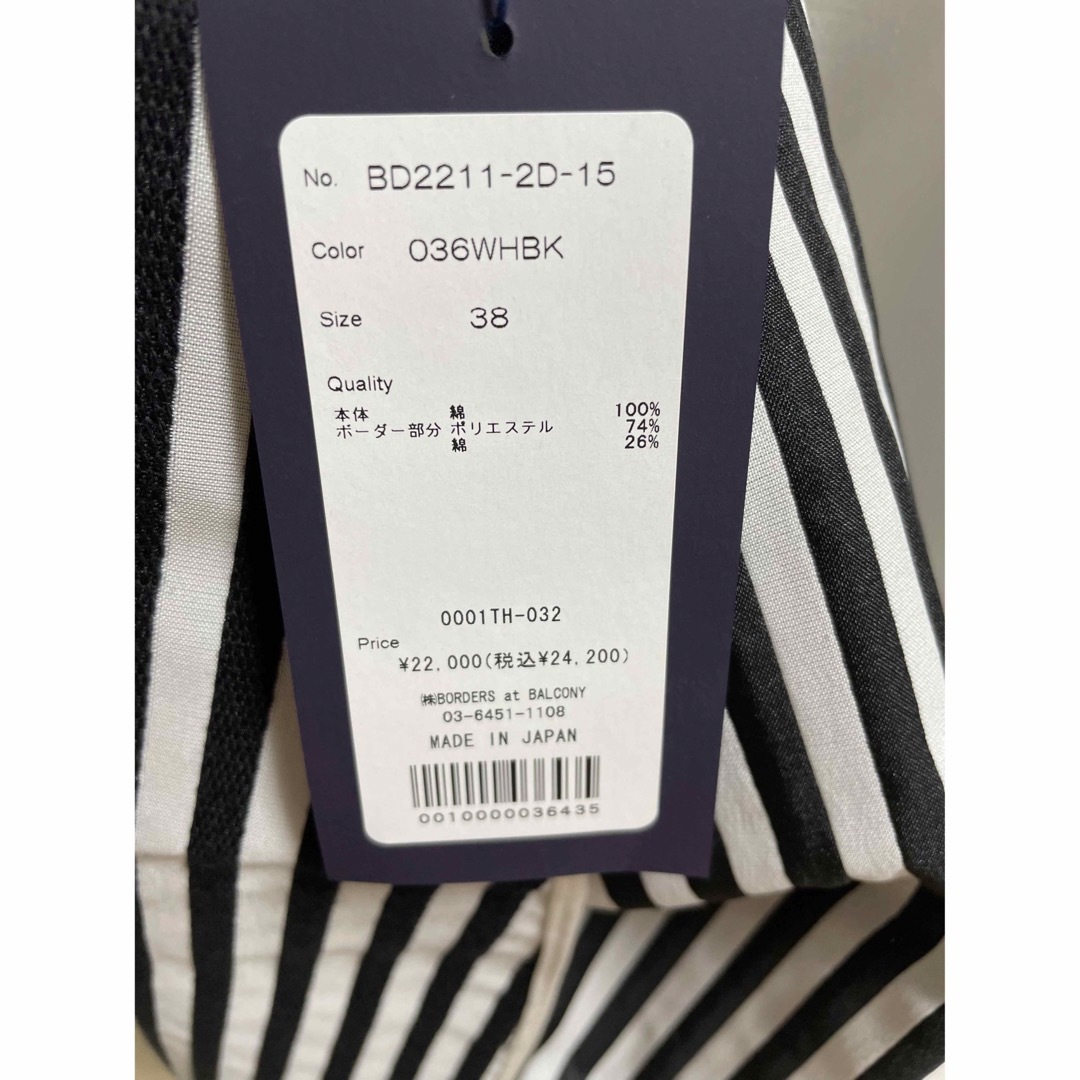 No. BD2211-2D-15
Color 036WHBK
Size 38
Quality
本体 綿 100%
ボーダー部分 ポリエステル 74%
綿 26%
0001TH-032
Price
¥22,000(税込¥24,200)
㈱BORDERS at BALCONY
03-6451-1108
MADE IN JAPAN
0010000036435